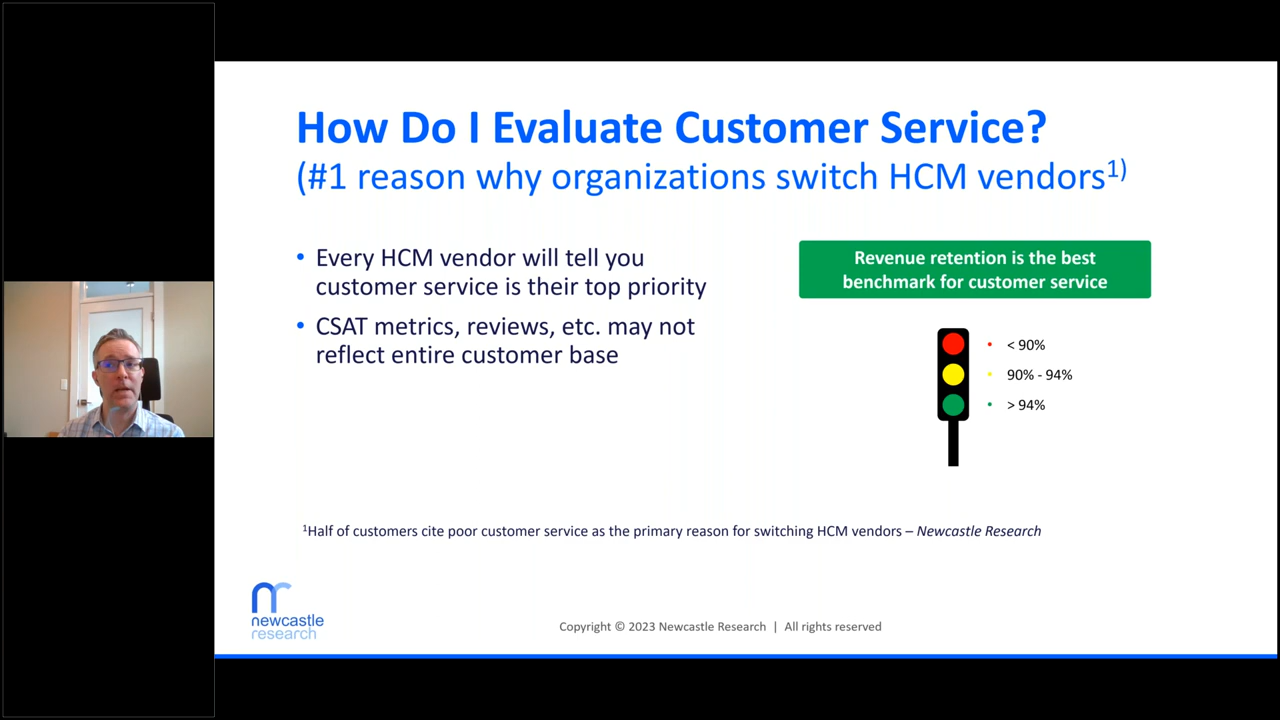 How Do I Evaluate Customer Service?
(#1 reason why organizations switch HCM vendors1)
• Every HCM vendor will tell you
customer service is their top priority
• CSAT metrics, reviews, etc. may not
reflect entire customer base
Revenue retention is the best
benchmark for customer service
• < 90%
• 90% - 94%
• > 94%
1Half of customers cite poor customer service as the primary reason for switching HCM vendors – Newcastle Research
nr
newcastle
research
Copyright © 2023 Newcastle Research | All rights reserved